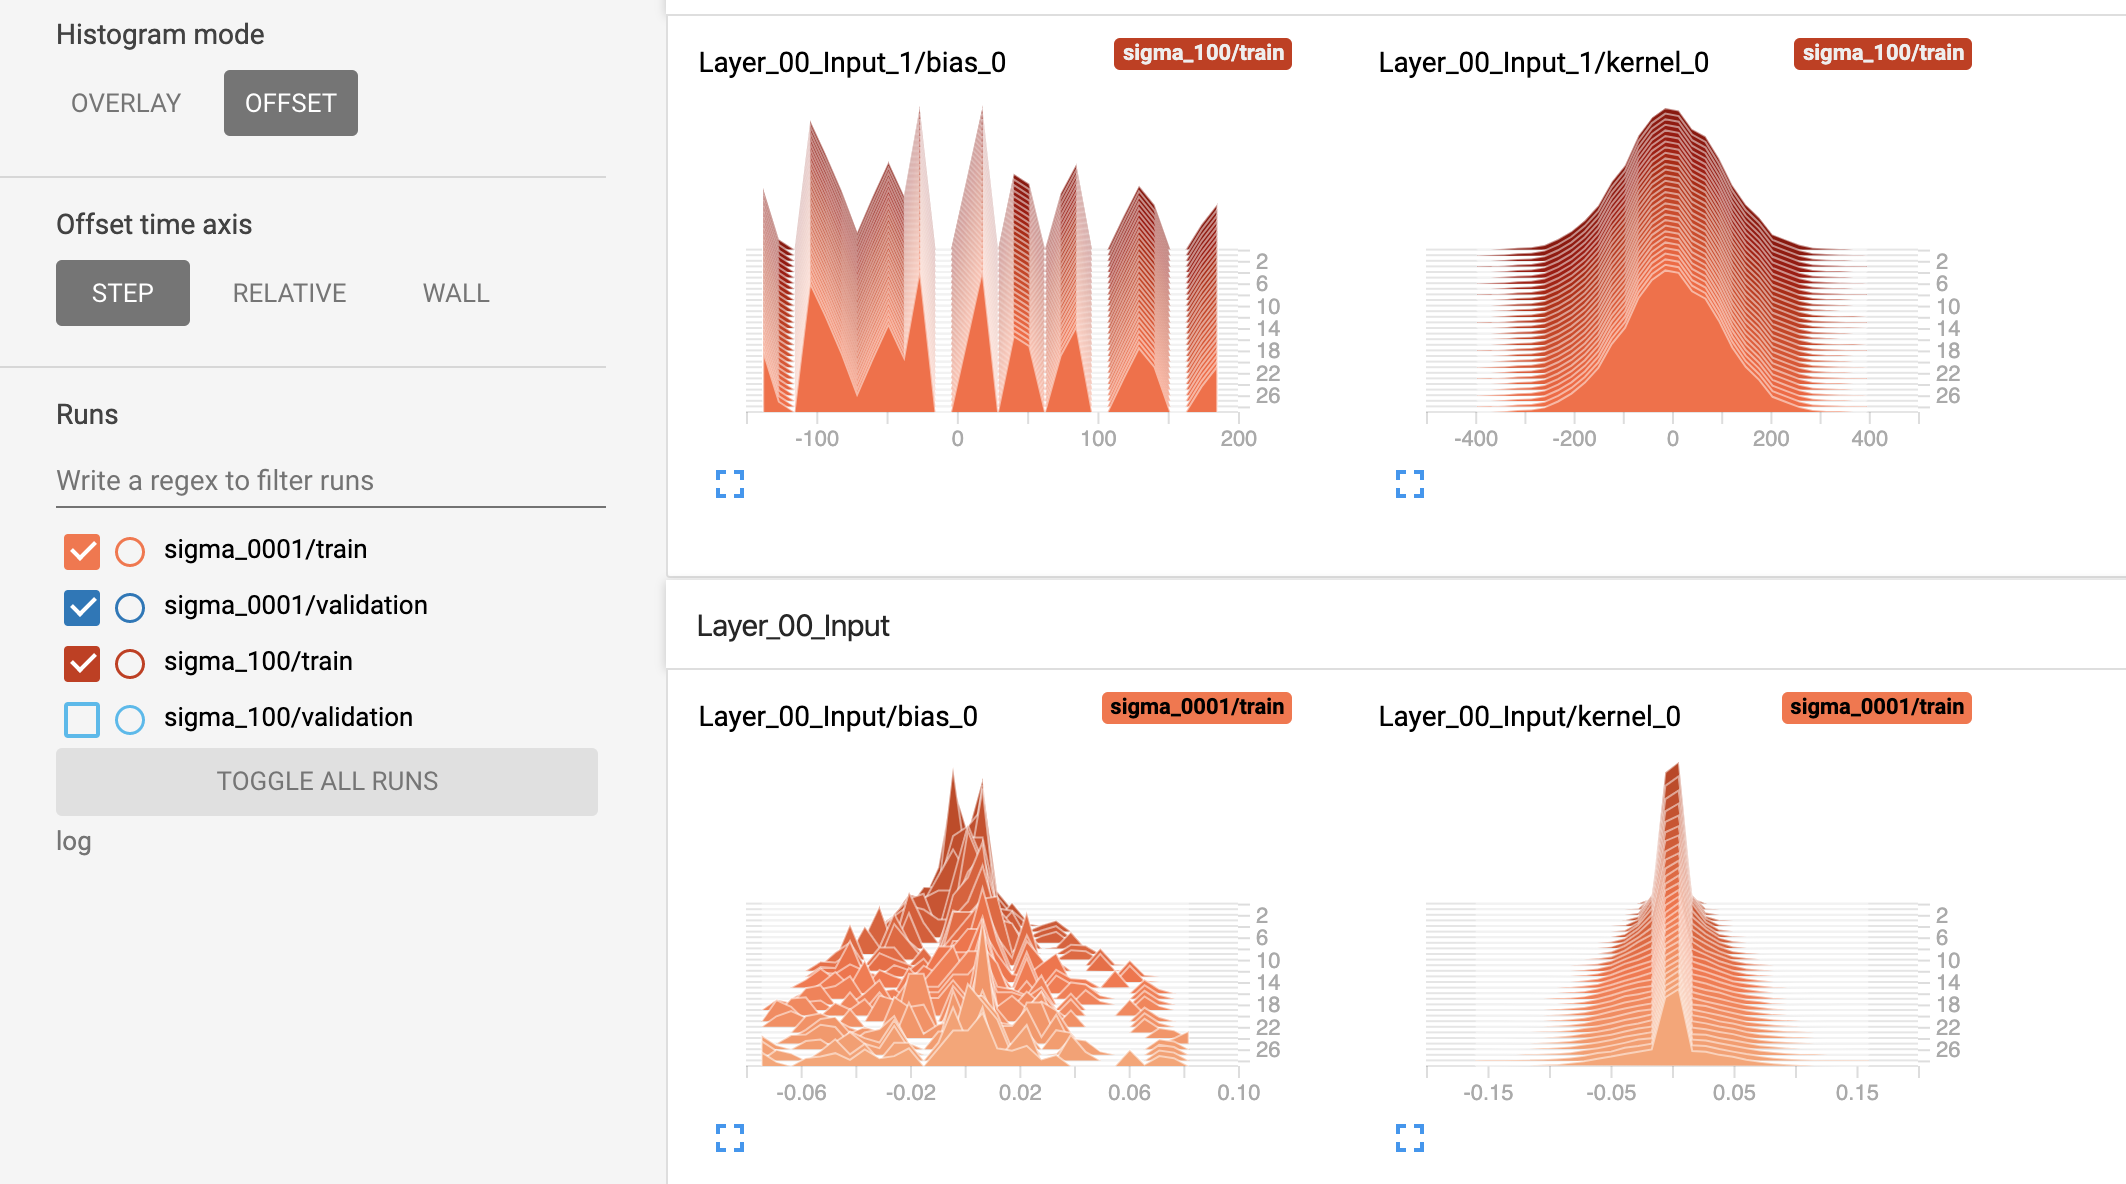 Histogram mode
OVERLAY OFFSET
Offset time axis
STEP RELATIVE WALL
Runs
Write a regex to filter runs
sigma_0001/train
sigma_0001/validation
sigma_100/train
sigma_100/validation
TOGGLE ALL RUNS
log
Layer_00_Input_1/bias_0 sigma_100/train
2
6
10
14
18
22
26
-100 0 100 200
Layer_00_Input_1/kernel_0 sigma_100/train
2
6
10
14
18
22
26
-400 -200 0 200 400
Layer_00_Input
Layer_00_Input/bias_0 sigma_0001/train
2
6
10
14
18
22
26
-0.06 -0.02 0.02 0.06 0.10
Layer_00_Input/kernel_0 sigma_0001/train
2
6
10
14
18
22
26
-0.15 -0.05 0.05 0.15